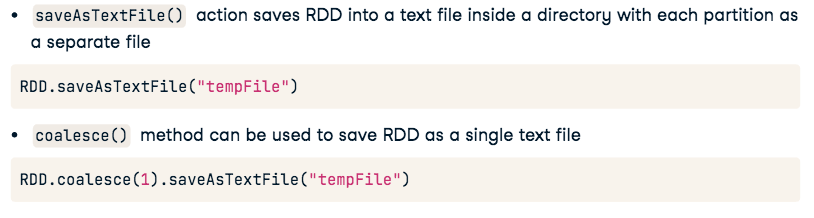 • saveAsTextFile() action saves RDD into a text file inside a directory with each partition as
a separate file
RDD.saveAsTextFile("tempFile")
• coalesce() method can be used to save RDD as a single text file
RDD.coalesce(1).saveAsTextFile("tempFile")